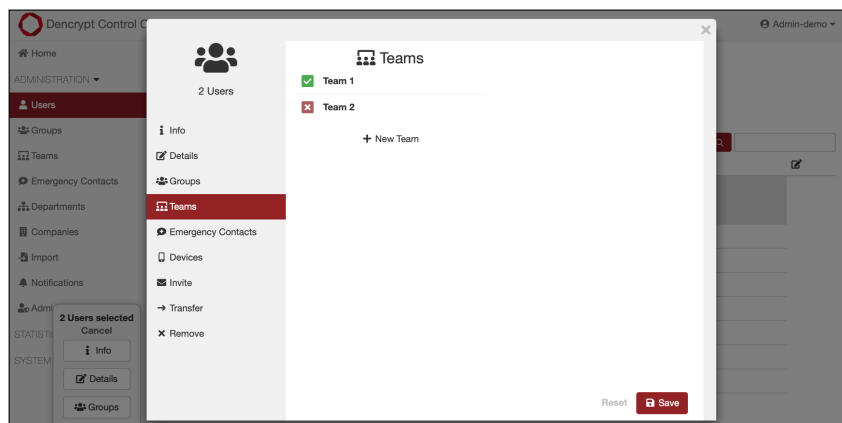 Dencrypt Control C
Admin-demo
Home
ADMINISTRATION
Users
Groups
Teams
Emergency Contacts
Departments
Companies
Import
Notifications
Admi
STATISTI
SYSTEM
2 Users selected
Cancel
Info
Details
Groups
2 Users
Info
Details
Groups
Teams
Emergency Contacts
Devices
Invite
Transfer
Remove
Teams
Team 1
Team 2
New Team
Reset
Save